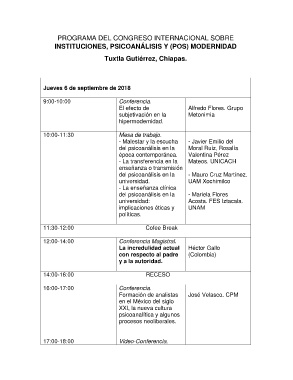 PROGRAMA DEL CONGRESO INTERNACIONAL SOBRE
INSTITUCIONES, PSICOANÁLISIS Y (POS) MODERNIDAD
Tuxtla Gutiérrez, Chiapas.
Jueves 6 de septiembre de 2018
9:00-10:00
Conferencia.
El efecto de
subjetivación en la
hipermodernidad.
Alfredo Flores. Grupo
Metonimia
10:00-11:30
Mesa de trabajo.
- Malestar y la escucha
del psicoanálisis en la
época contemporánea.
- La transferencia en la
enseñanza o transmisión
del psicoanálisis en la
universidad.
- La enseñanza clínica
del psicoanálisis en la
universidad:
implicaciones éticas y
políticas.
- Javier Emilio del
Moral Ruiz, Rosalía
Valentina Pérez
Mateos. UNICACH
- Mauro Cruz Martínez.
UAM Xochimilco
- Mariela Flores
Acosta. FES Iztacala.
UNAM
11:30-12:00
Cofee Break
12:00-14:00
Conferencia Magistral.
La incredulidad actual
con respecto al padre
y a la autoridad.
Héctor Gallo
(Colombia)
14:00-16:00
RECESO
16:00-17:00
Conferencia.
Formación de analistas
en el México del siglo
XXI, la nueva cultura
psicoanalítica y algunos
procesos neoliberales.
José Velasco. CPM
17:00-18:00
Video Conferencia.